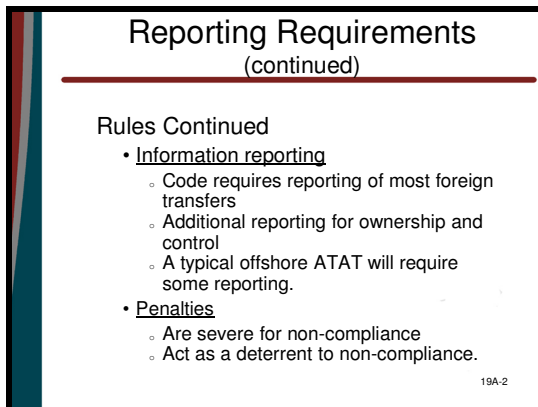 Reporting Requirements
(continued)
Rules Continued
• Information reporting
○ Code requires reporting of most foreign
transfers
○ Additional reporting for ownership and
control
○ A typical offshore ATAT will require
some reporting.
• Penalties
○ Are severe for non-compliance
○ Act as a deterrent to non-compliance.
19A-2